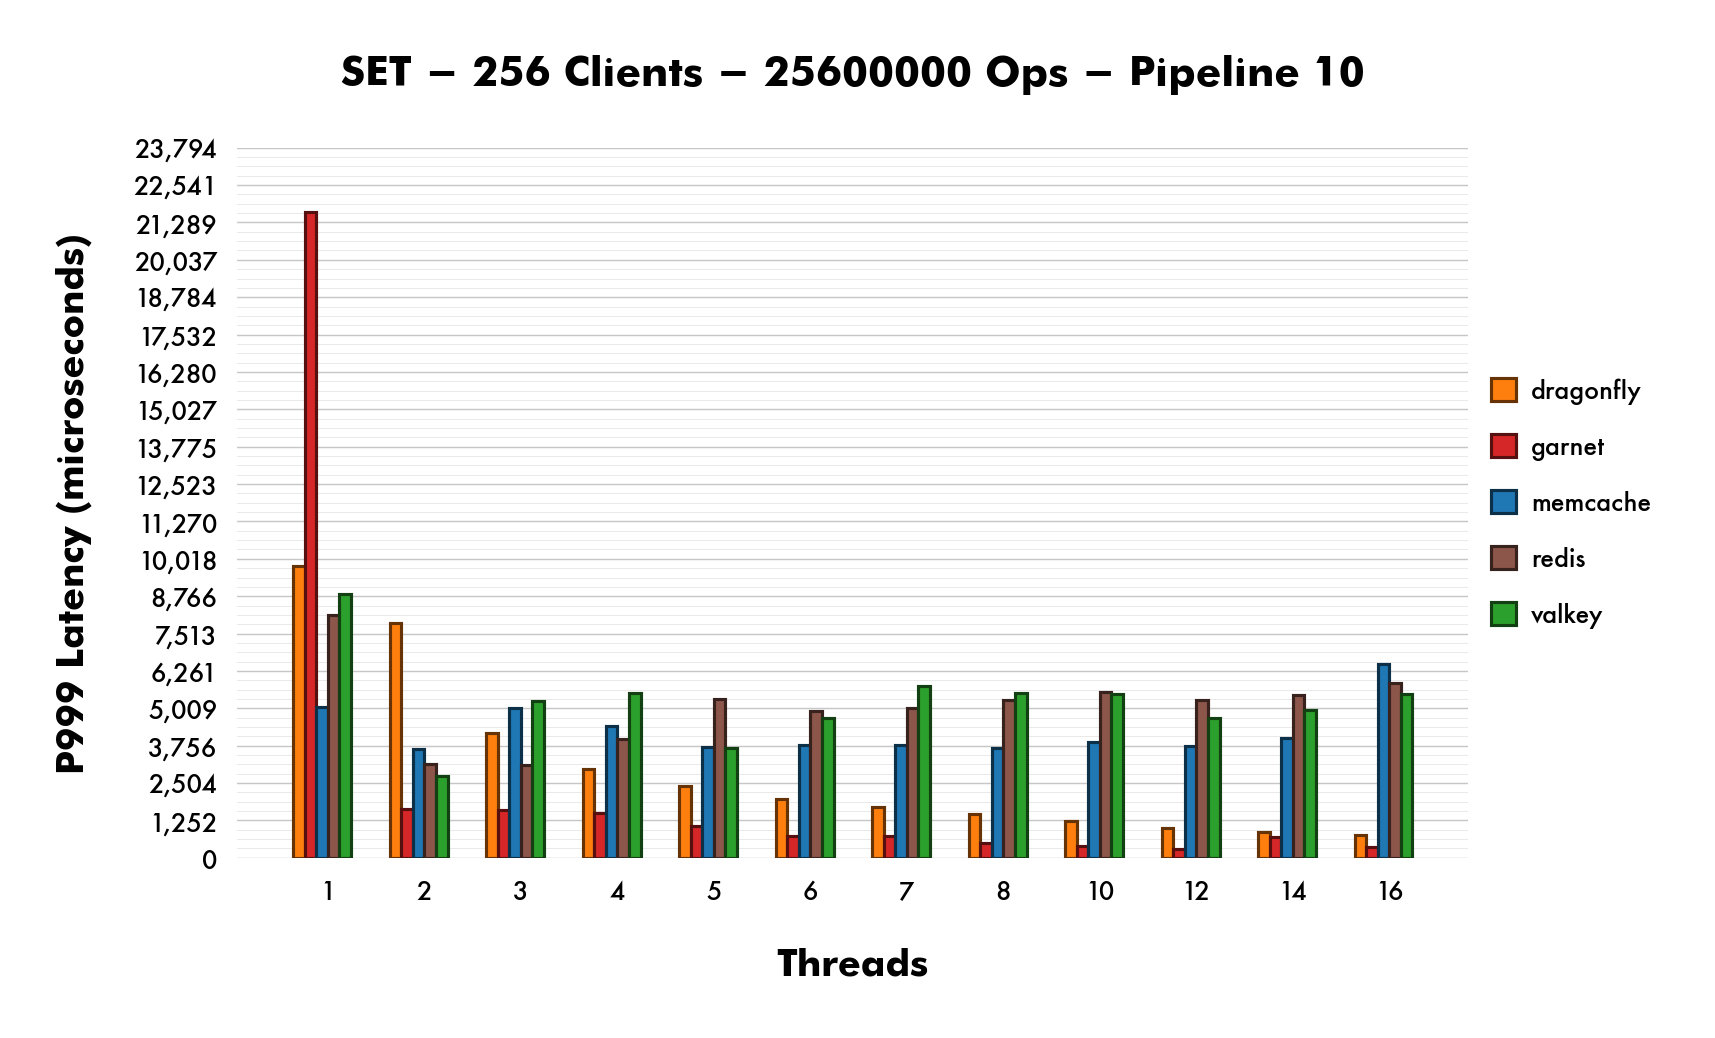 SET – 256 Clients – 25600000 Ops – Pipeline 10
P9999 Latency (microseconds)
23,794
22,541
21,289
20,037
18,784
17,532
16,280
15,027
13,775
12,523
11,270
10,018
8,766
7,513
6,261
5,009
3,756
2,504
1,252
0
1 2 3 4 5 6 7 8 10 12 14 16
Threads
dragonfly
garnet
memcache
redis
valkey